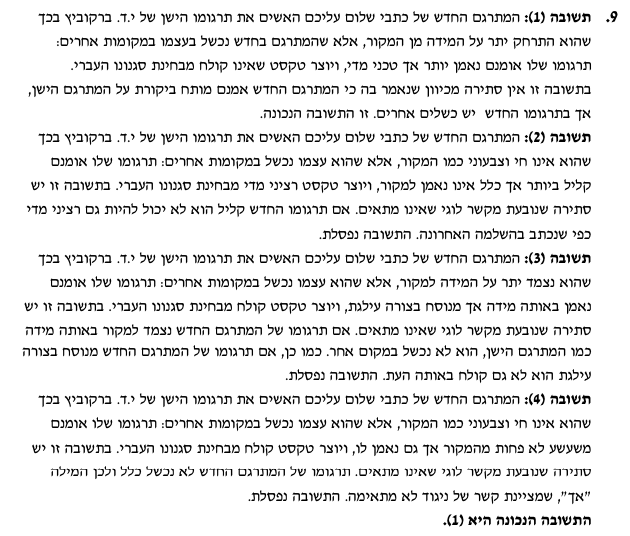 9. תשובה (1): המתרגם החדש של כתבי שלום עליכם האשים את תרגומו הישן של י.ד. ברקוביץ בכך
שהוא התרחק יתר על המידה מן המקור, אלא שהמתרגם בחדש נכשל בעצמו במקומות אחרים:
תרגומו שלו אומנם נאמן יותר אך טכני מדי, ויוצר טקסט שאינו קולח מבחינת סגנונו העברי.
בתשובה זו אין סתירה מכיוון שנאמר בה כי המתרגם החדש אמנם מותח ביקורת על המתרגם הישן,
אך בתרגומו החדש יש כשלים אחרים. זו התשובה הנכונה.
תשובה (2): המתרגם החדש של כתבי שלום עליכם האשים את תרגומו הישן של י.ד. ברקוביץ בכך
שהוא אינו חי וצבעוני כמו המקור, אלא שהוא עצמו נכשל במקומות אחרים: תרגומו שלו אומנם
קליל ביותר אך כלל אינו נאמן למקור, ויוצר טקסט רציני מדי מבחינת סגנונו העברי. בתשובה זו יש
סתירה שנובעת מקשר לוגי שאינו מתאים. אם תרגומו החדש קליל הוא לא יכול להיות גם רציני מדי
כפי שנכתב בהשלמה האחרונה. התשובה נפסלת.
תשובה (3): המתרגם החדש של כתבי שלום עליכם האשים את תרגומו הישן של י.ד. ברקוביץ בכך
שהוא נצמד יתר על המידה למקור, אלא שהוא עצמו נכשל במקומות אחרים: תרגומו שלו אומנם
נאמן באותה מידה אך מנוסח בצורה עילגת, ויוצר טקסט קולח מבחינת סגנונו העברי. בתשובה זו יש
סתירה שנובעת מקשר לוגי שאינו מתאים. אם תרגומו של המתרגם החדש נצמד למקור באותה מידה
כמו המתרגם הישן, הוא לא נכשל במקום אחר. כמו כן, אם תרגומו של המתרגם החדש מנוסח בצורה
עילגת הוא לא גם קולח באותה העת. התשובה נפסלת.
תשובה (4): המתרגם החדש של כתבי שלום עליכם האשים את תרגומו הישן של י.ד. ברקוביץ בכך
שהוא אינו חי וצבעוני כמו המקור, אלא שהוא עצמו נכשל במקומות אחרים: תרגומו שלו אומנם
משעשע לא פחות מהמקור אך גם נאמן לו, ויוצר טקסט קולח מבחינת סגנונו העברי. בתשובה זו יש
סתירה שנובעת מקשר לוגי שאינו מתאים. תרגומו של המתרגם החדש לא נכשל כלל ולכן המילה
"אך", שמציינת קשר של ניגוד לא מתאימה. התשובה נפסלת.
התשובה הנכונה היא (1).